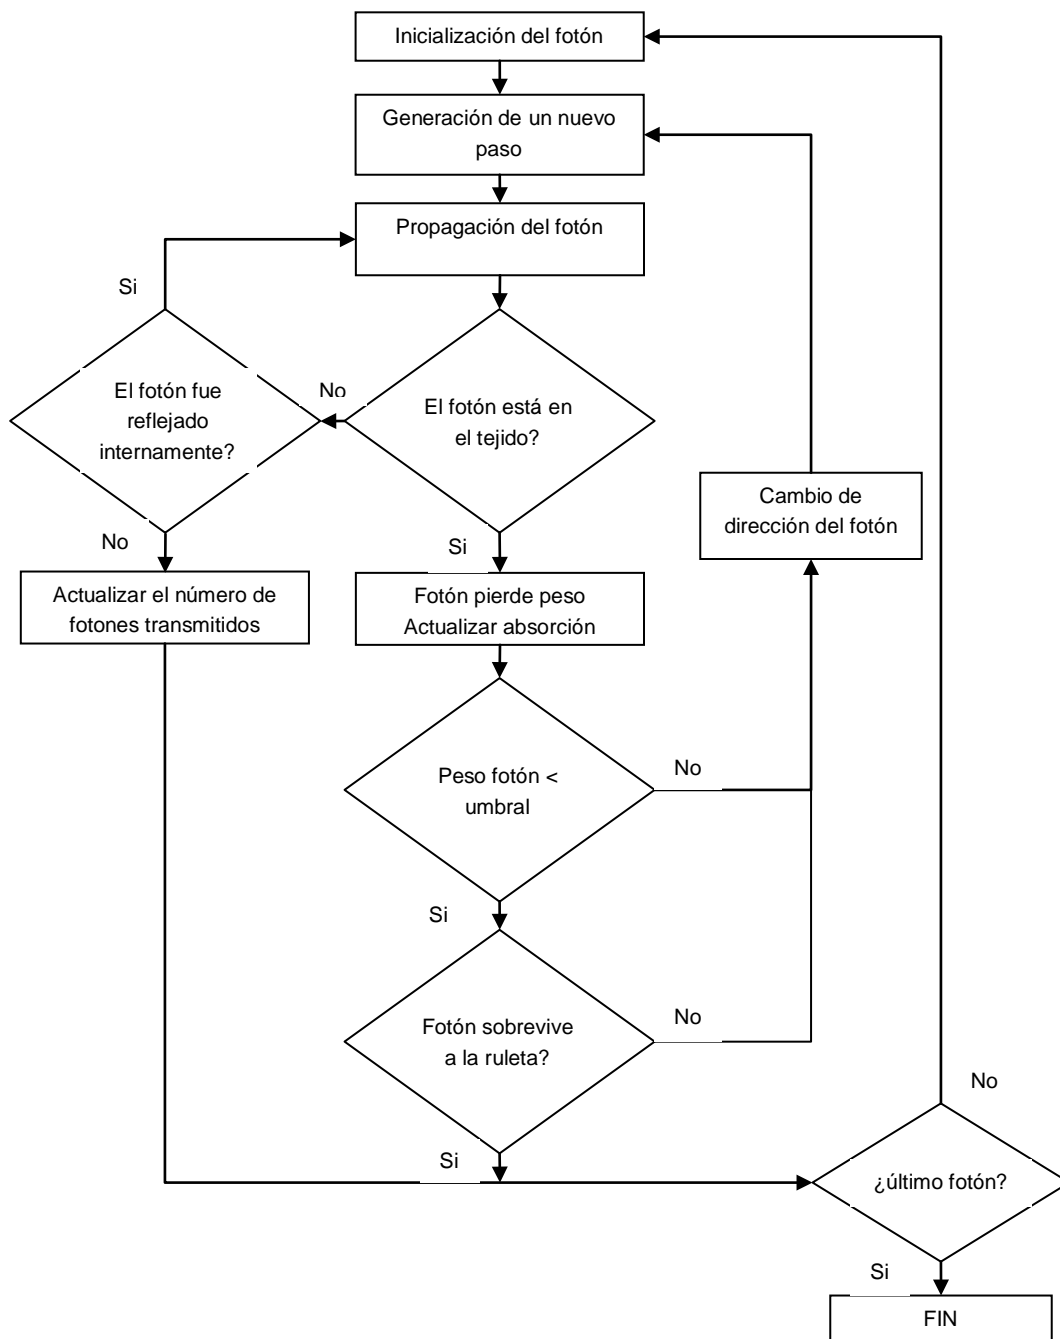 Inicialización del fotón
Generación de un nuevo
paso
Propagación del fotón
Si
El fotón fue
reflejado
internamente?
No
El fotón está en
el tejido?
Cambio de
dirección del fotón
No
Si
Actualizar el número de
fotones transmitidos
Fotón pierde peso
Actualizar absorción
Peso fotón <
umbral
No
Si
Fotón sobrevive
a la ruleta?
No
Si
No
¿último fotón?
Si
FIN